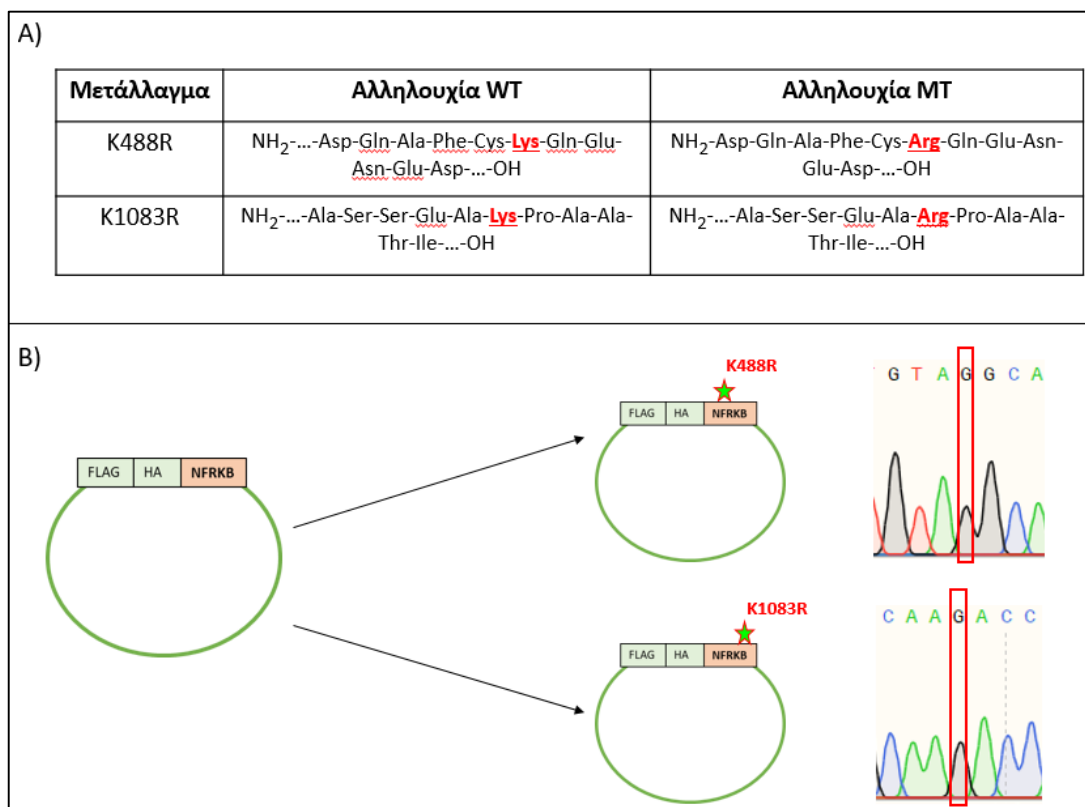 A)
Μετάλλαγμα Αλληλουχία WT Αλληλουχία MT
K488R
NH2-...-Asp-Gln-Ala-Phe-Cys-Lys-Gln-Glu-
Asn-Glu-Asp-...-OH
NH2-Asp-Gln-Ala-Phe-Cys-Arg-Gln-Glu-Asn-
Glu-Asp-...-OH
K1083R
NH2-...-Ala-Ser-Ser-Glu-Ala-Lys-Pro-Ala-Ala-
Thr-Ile-...-OH
NH2-...-Ala-Ser-Ser-Glu-Ala-Arg-Pro-Ala-Ala-
Thr-Ile-...-OH
B)
FLAG HA NFRKB
K488R
FLAG HA NFRKB
G T A G G C A
K1083R
FLAG HA NFRKB
C A A G A C C